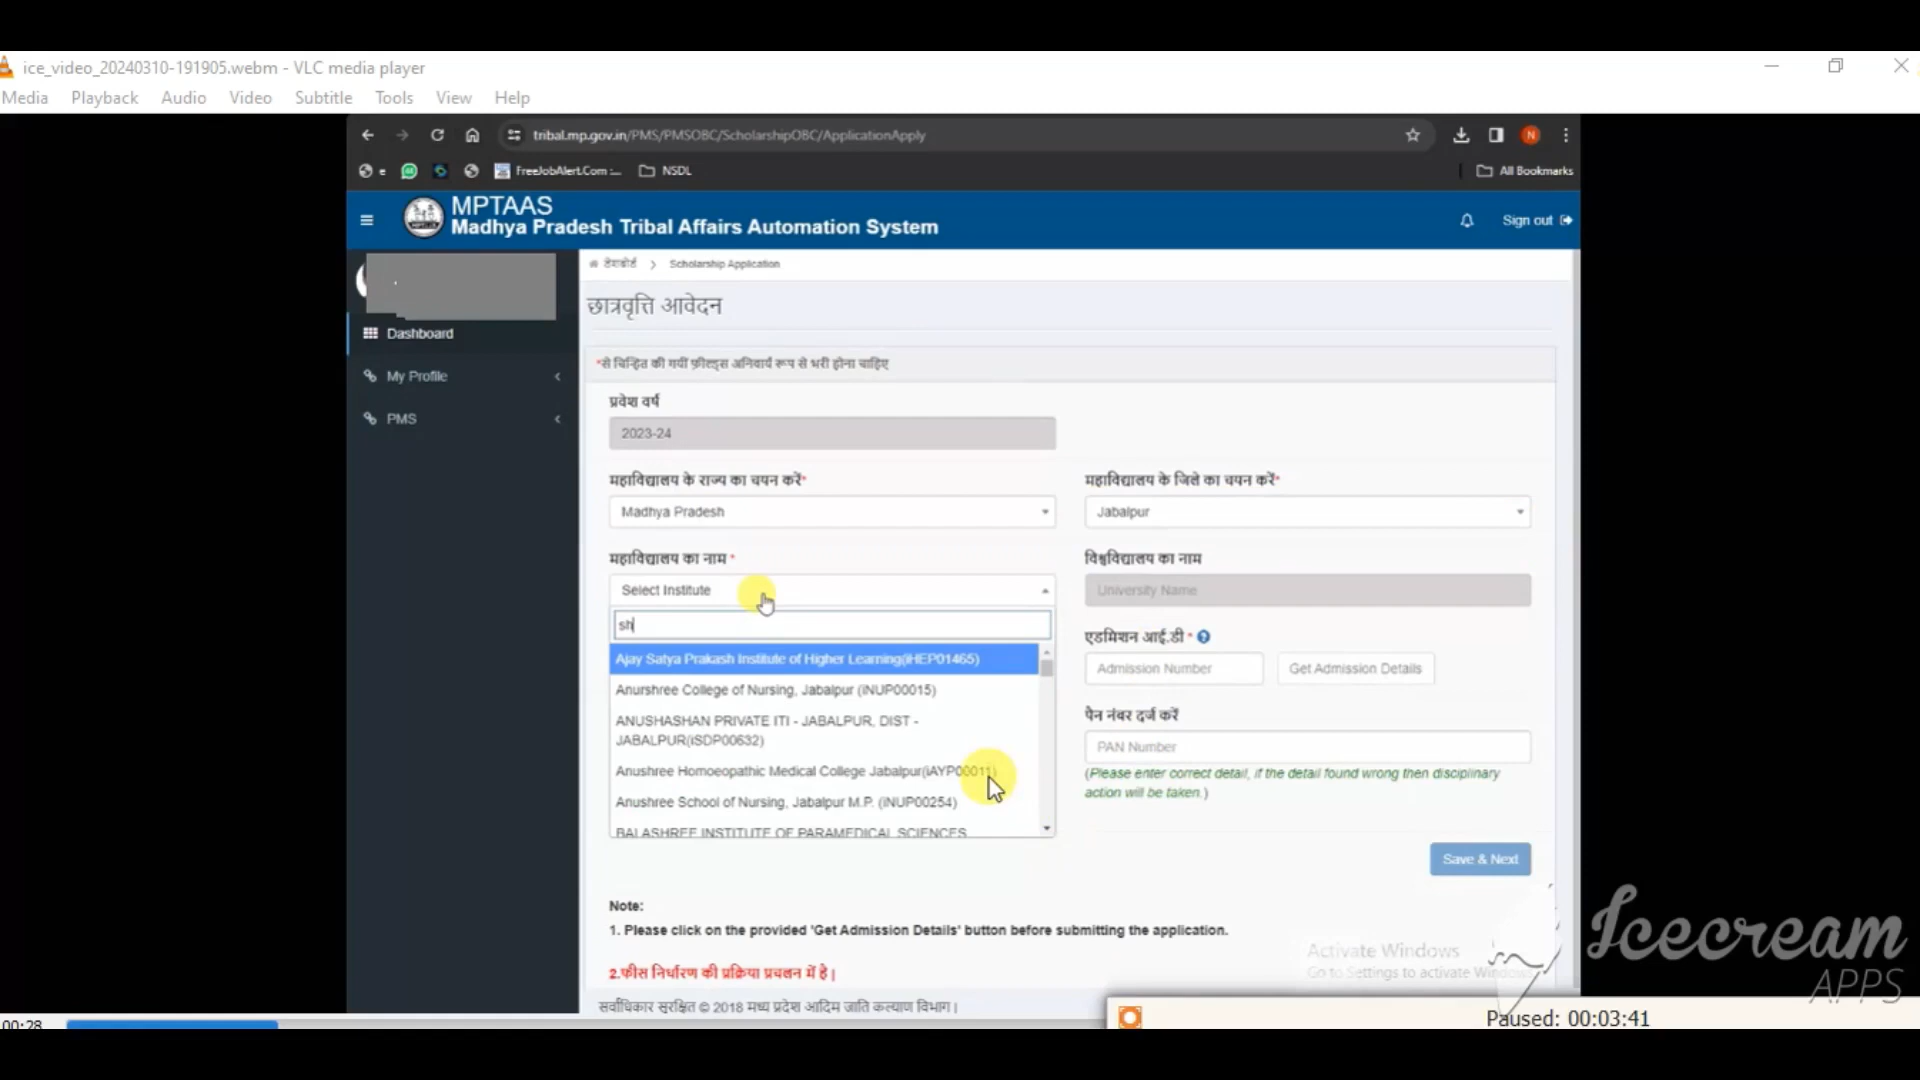 ice_video_20240310-191905.webm - VLC media player
Media Playback Audio Video Subtitle Tools View Help
tribal.mp.gov.in/PMS/PMSOBC/ScholarshipOBC/ApplicationApply
e FreeJobAlert.Com :... NSDL All Bookmarks
MPTAAS
Madhya Pradesh Tribal Affairs Automation System
Sign out
डैशबोर्ड > Scholarship Application
छात्रवृत्ति आवेदन
Dashboard
My Profile
PMS
*से चिन्हित की गयीं फ़ील्ड्स अनिवार्य रूप से भरी होना चाहिए
प्रवेश वर्ष
2023-24
महाविद्यालय के राज्य का चयन करें*
महाविद्यालय के जिले का चयन करें*
Madhya Pradesh
Jabalpur
महाविद्यालय का नाम *
विश्वविद्यालय का नाम
Select Institute
University Name
sh
एडमिशन आई.डी *
Ajay Satya Prakash Institute of Higher Learning(iHEP01465)
Admission Number
Get Admission Details
Anurshree College of Nursing, Jabalpur (iNUP00015)
ANUSHASHAN PRIVATE ITI - JABALPUR, DIST -
JABALPUR(iSDP00632)
पेन नंबर दर्ज करें
PAN Number
Anushree Homoeopathic Medical College Jabalpur(iAYP00011)
(Please enter correct detail, if the detail found wrong then disciplinary
action will be taken.)
Anushree School of Nursing, Jabalpur M.P. (iNUP00254)
BALASHREE INSTITUTE OF PARAMEDICAL SCIENCES
Save & Next
Note:
1. Please click on the provided 'Get Admission Details' button before submitting the application.
2.फीस निर्धारण की प्रक्रिया प्रचलन में है |
Activate Windows
Go to Settings to activate Windows.
Icecream
APPS
सर्वाधिकार सुरक्षित © 2018 मध्य प्रदेश आदिम जाति कल्याण विभाग |
00:28
Paused: 00:03:41